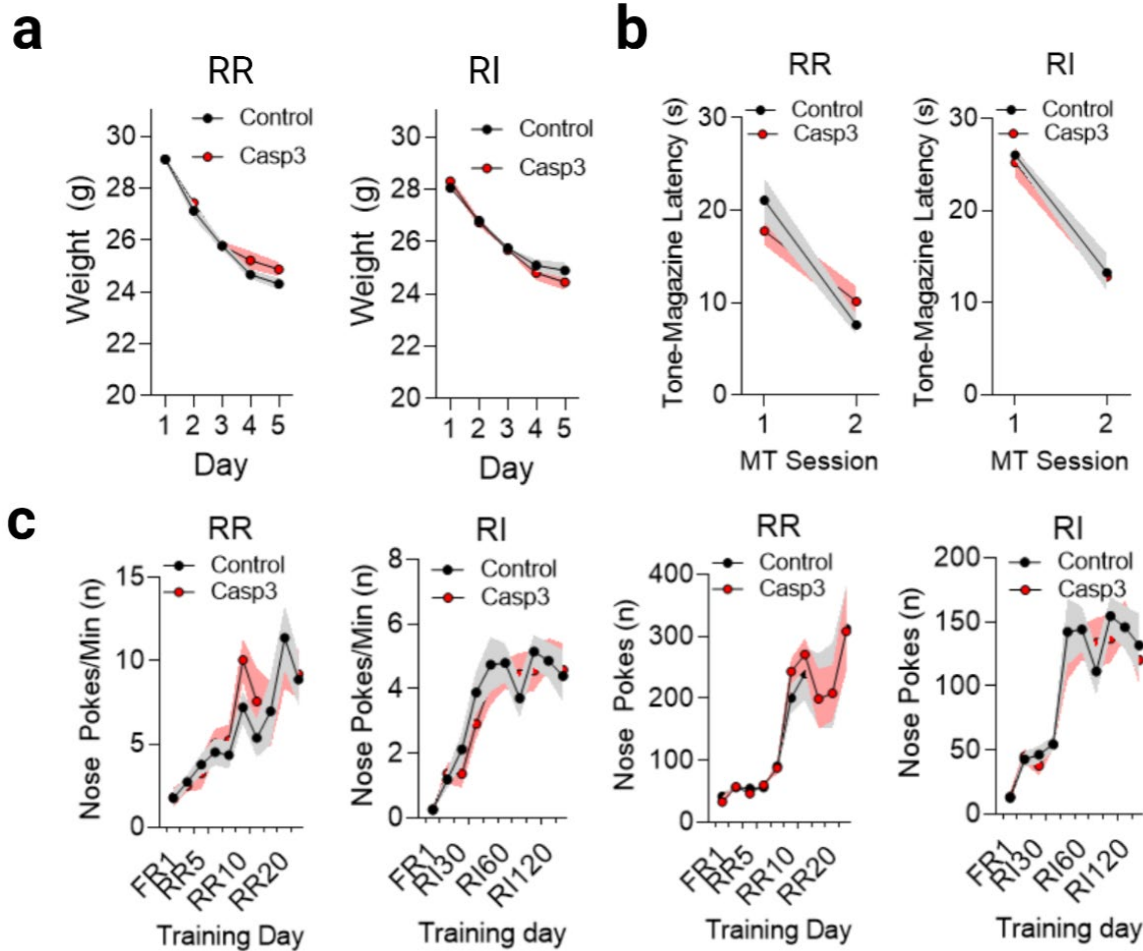 a
RR
Control
Casp3
Weight (g)
30
28
26
24
22
20
1 2 3 4 5
Day
RI
Control
Casp3
Weight (g)
30
28
26
24
22
20
1 2 3 4 5
Day
b
RR
Control
Casp3
Tone-Magazine Latency (s)
30
20
10
0
1 2
MT Session
RI
Control
Casp3
Tone-Magazine Latency (s)
30
20
10
0
1 2
MT Session
c
RR
Control
Casp3
Nose Pokes/Min (n)
15
10
5
0
FR1 RR5 RR10 RR20
Training Day
RI
Control
Casp3
Nose Pokes/Min (n)
8
6
4
2
0
FR1 RI30 RI60 RI120
Training day
RR
Control
Casp3
Nose Pokes (n)
400
300
200
100
0
FR1 RR5 RR10 RR20
Training Day
RI
Control
Casp3
Nose Pokes (n)
200
150
100
50
0
FR1 RI30 RI60 RI120
Training day